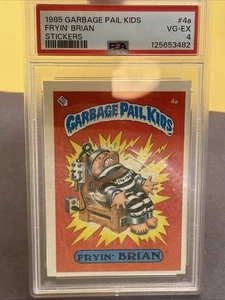 1985 GARBAGE PAIL KIDS #4a
FRYIN' BRIAN VG-EX
STICKERS PSA 4
125653482
4a
GARBAGE PAIL KIDS
FRYIN' BRIAN